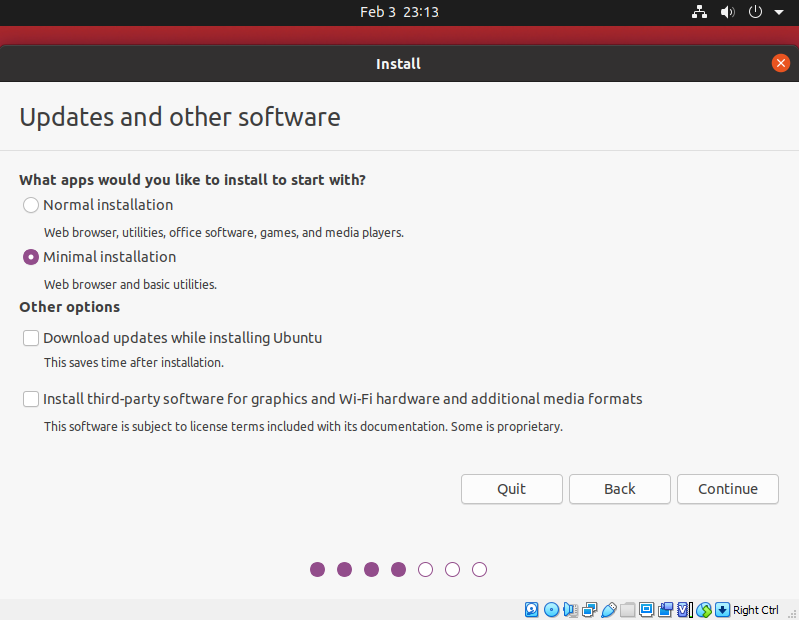 Feb 3 23:13
Install
Updates and other software
What apps would you like to install to start with?
Normal installation
Web browser, utilities, office software, games, and media players.
Minimal installation
Web browser and basic utilities.
Other options
Download updates while installing Ubuntu
This saves time after installation.
Install third-party software for graphics and Wi-Fi hardware and additional media formats
This software is subject to license terms included with its documentation. Some is proprietary.
Quit Back Continue
Right Ctrl